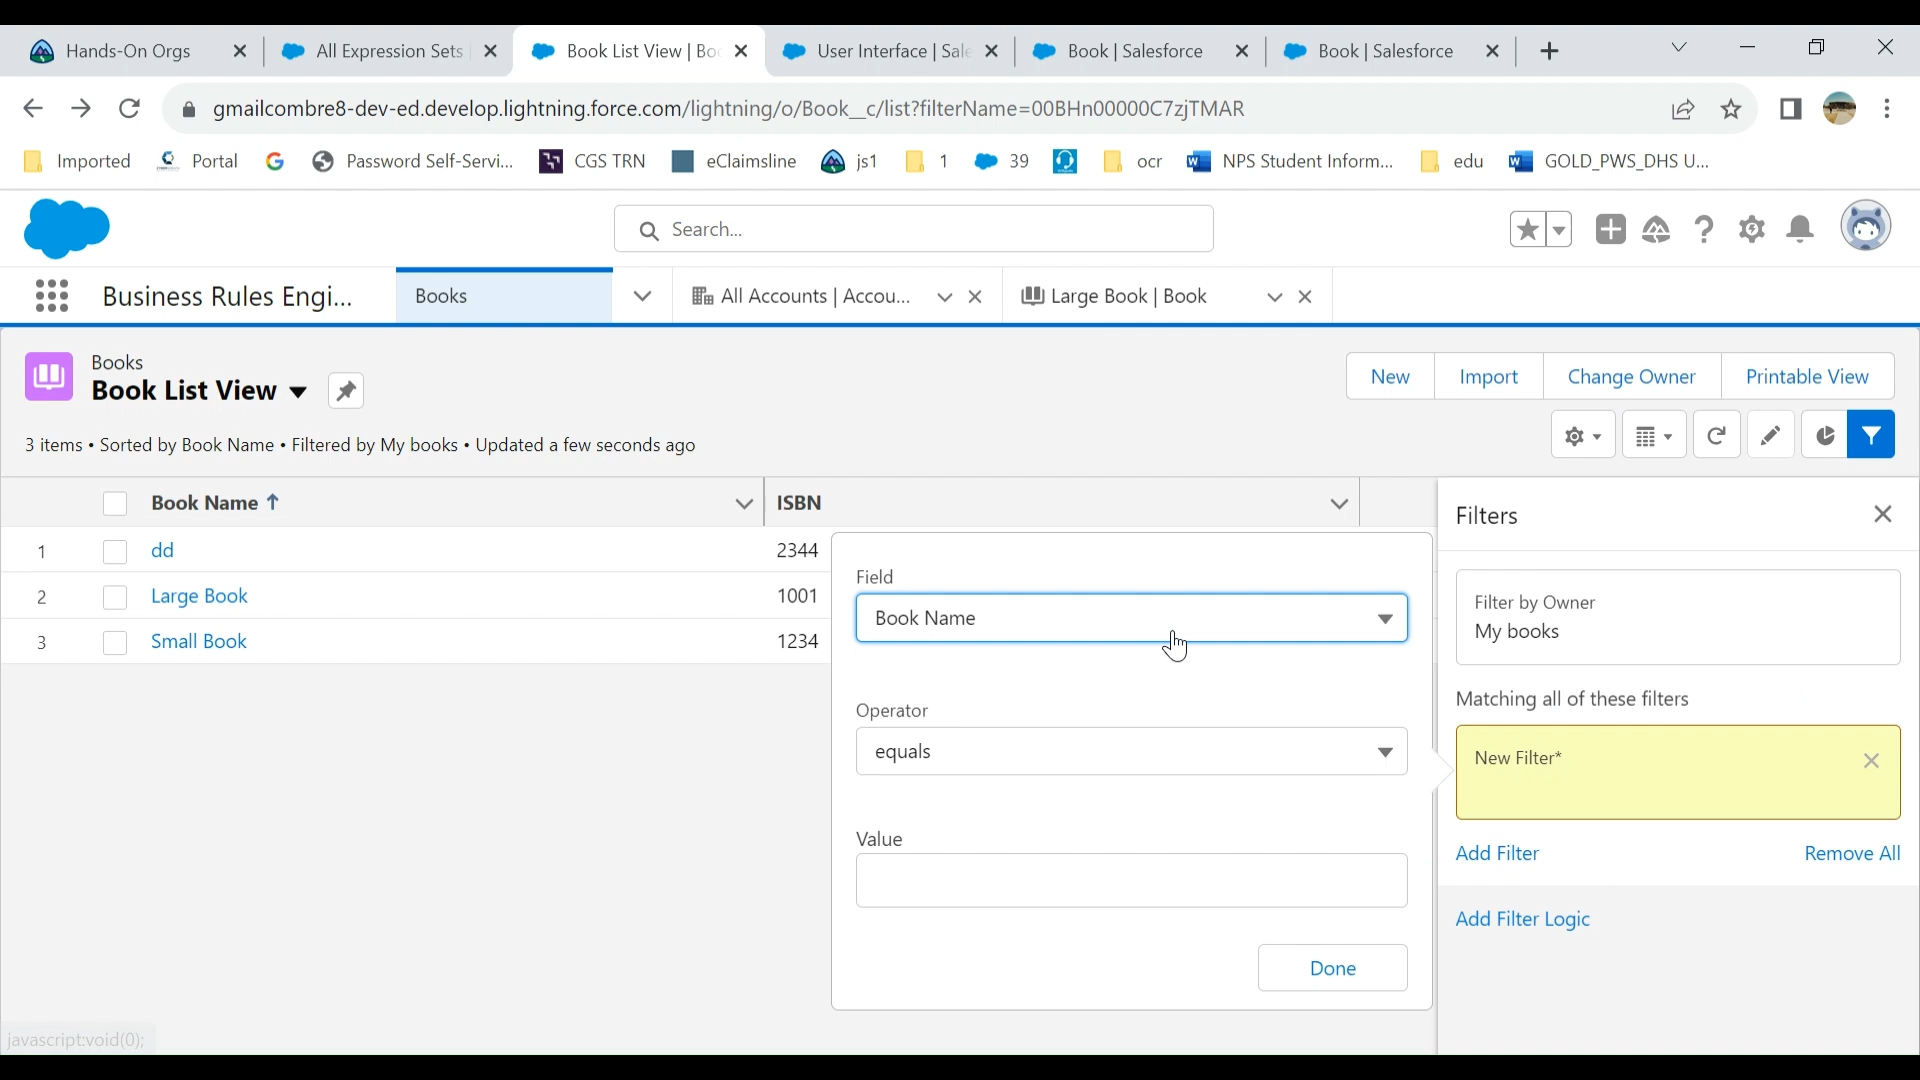 Hands-On Orgs
All Expression Sets
Book List View | Boo
User Interface | Sale
Book | Salesforce
Book | Salesforce
gmailcombre8-dev-ed.develop.lightning.force.com/lightning/o/Book__c/list?filterName=00BHn00000C7zjTMAR
Imported
Portal
Password Self-Servi...
CGS TRN
eClaimsline
js1
1
39
ocr
NPS Student Inform...
edu
GOLD_PWS_DHS U...
Search...
Business Rules Engi...
Books
All Accounts | Accou...
Large Book | Book
Books
Book List View
New
Import
Change Owner
Printable View
3 items • Sorted by Book Name • Filtered by My books • Updated a few seconds ago
Book Name
ISBN
1
dd
2344
2
Large Book
1001
3
Small Book
1234
Field
Book Name
Operator
equals
Value
Done
Filters
Filter by Owner
My books
Matching all of these filters
New Filter*
Add Filter
Remove All
Add Filter Logic
javascript:void(0);